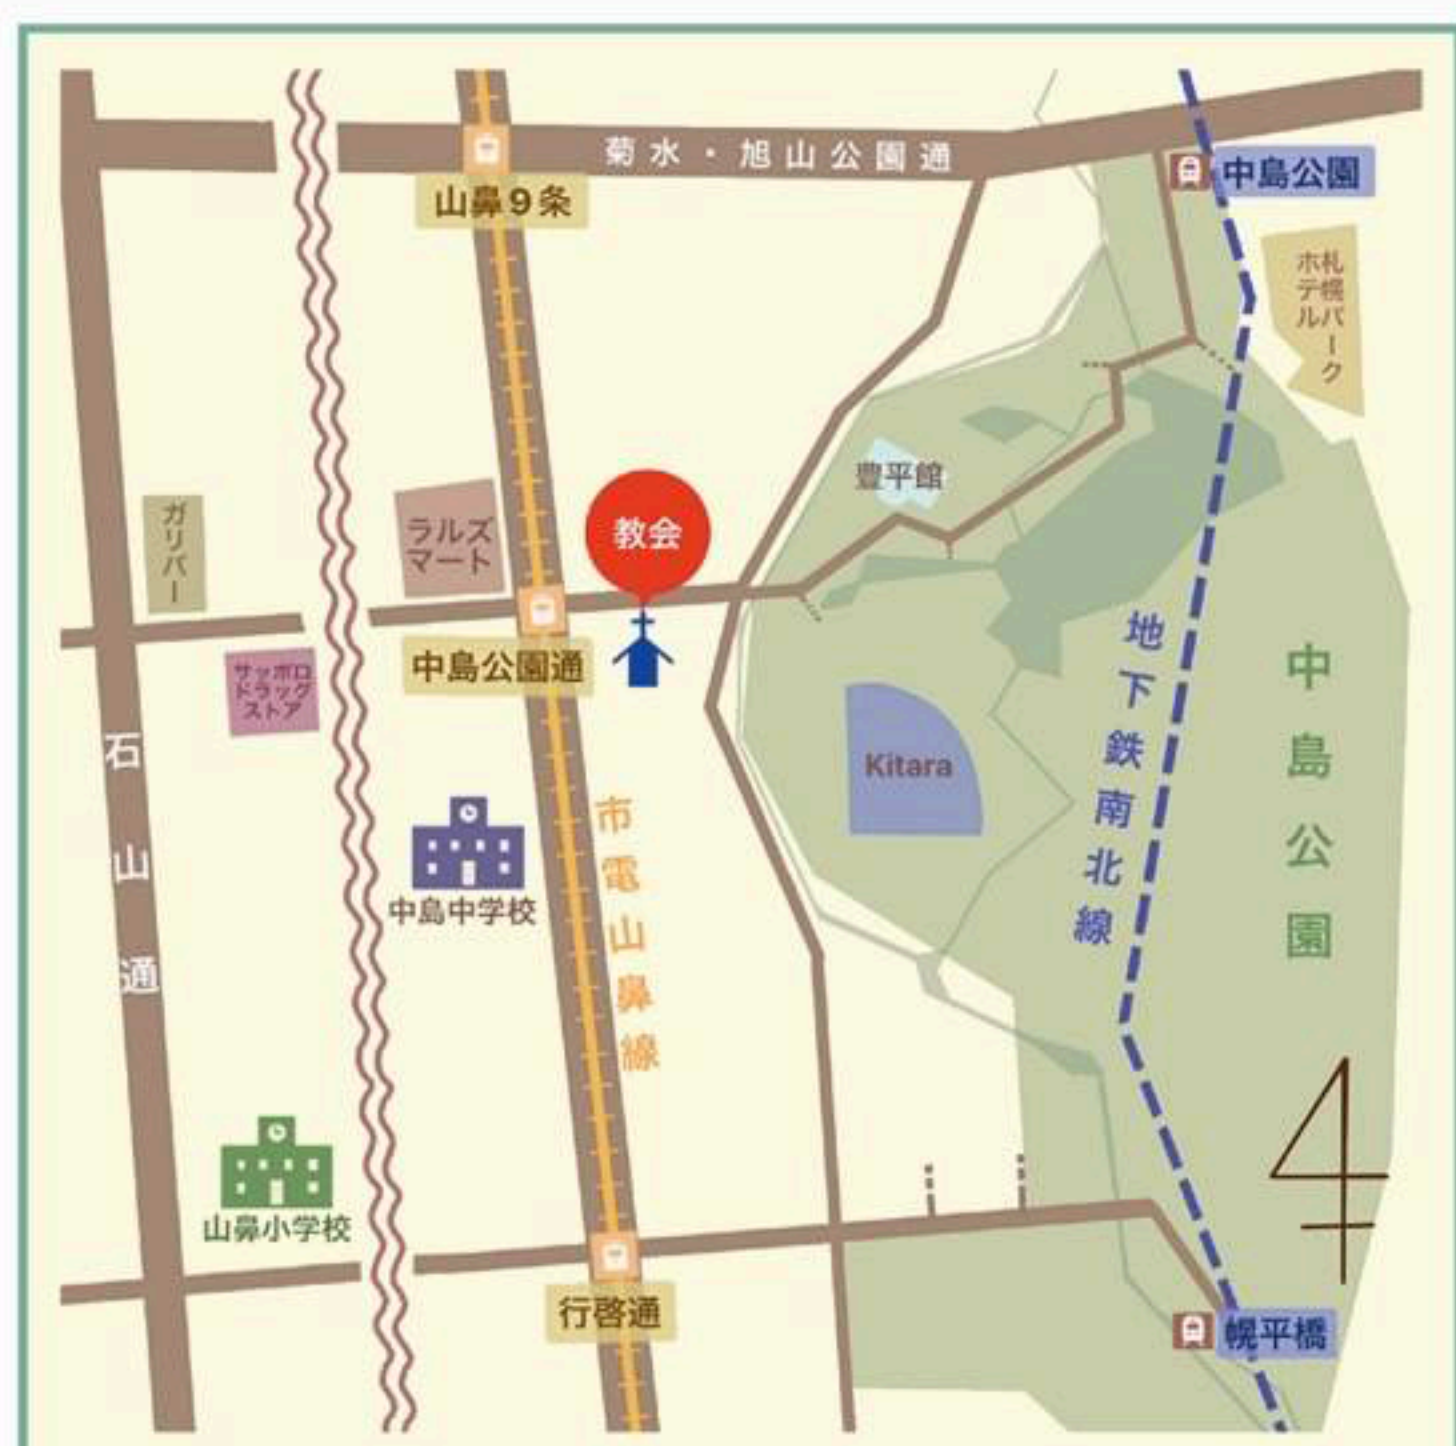 菊水・旭山公園通
中島公園
山鼻9条
札幌パーク
ホテル
豊平館
ガリバー
ラルズ
マート
教会
中島公園通
サッポロ
ドラッグ
ストア
石山通
Kitara
地下鉄南北線
中島公園
市電山鼻線
中島中学校
山鼻小学校
行啓通
幌平橋